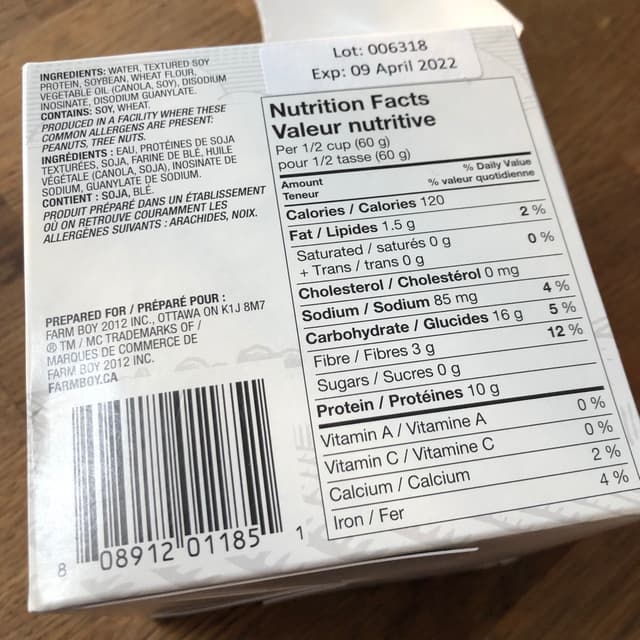 Lot: 006318
Exp: 09 April 2022
INGREDIENTS: WATER, TEXTURED SOY
PROTEIN, SOYBEAN, WHEAT FLOUR,
VEGETABLE OIL (CANOLA, SOY), DISODIUM
INOSINATE, DISODIUM GUANYLATE.
CONTAINS: SOY, WHEAT.
PRODUCED IN A FACILITY WHERE THESE
COMMON ALLERGENS ARE PRESENT:
PEANUTS, TREE NUTS.
INGRÉDIENTS : EAU, PROTÉINES DE SOJA
TEXTURÉES, SOJA, FARINE DE BLÉ, HUILE
VÉGÉTALE (CANOLA, SOJA), INOSINATE DE
SODIUM, GUANYLATE DE SODIUM.
CONTIENT : SOJA, BLÉ.
PRODUIT PRÉPARÉ DANS UN ÉTABLISSEMENT
OÙ ON RETROUVE COURAMMENT LES
ALLERGÈNES SUIVANTS : ARACHIDES, NOIX.
PREPARED FOR / PRÉPARÉ POUR :
FARM BOY 2012 INC., OTTAWA ON K1J 8M7
® TM / MC TRADEMARKS OF /
MARQUES DE COMMERCE DE
FARM BOY 2012 INC.
FARMBOY.CA
8 08912 01185 1
Nutrition Facts
Valeur nutritive
Per 1/2 cup (60 g)
pour 1/2 tasse (60 g)
Amount % Daily Value
Teneur % valeur quotidienne
Calories / Calories 120
Fat / Lipides 1.5 g 2 %
Saturated / saturés 0 g
+ Trans / trans 0 g 0 %
Cholesterol / Cholestérol 0 mg
Sodium / Sodium 85 mg 4 %
Carbohydrate / Glucides 16 g 5 %
Fibre / Fibres 3 g 12 %
Sugars / Sucres 0 g
Protein / Protéines 10 g
Vitamin A / Vitamine A 0 %
Vitamin C / Vitamine C 0 %
Calcium / Calcium 2 %
Iron / Fer 4 %